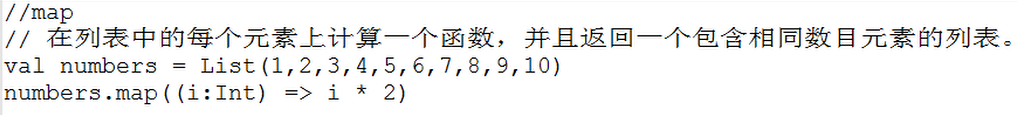 //map
// 在列表中的每个元素上计算一个函数，并且返回一个包含相同数目元素的列表。
val numbers = List(1,2,3,4,5,6,7,8,9,10)
numbers.map((i:Int) => i * 2)